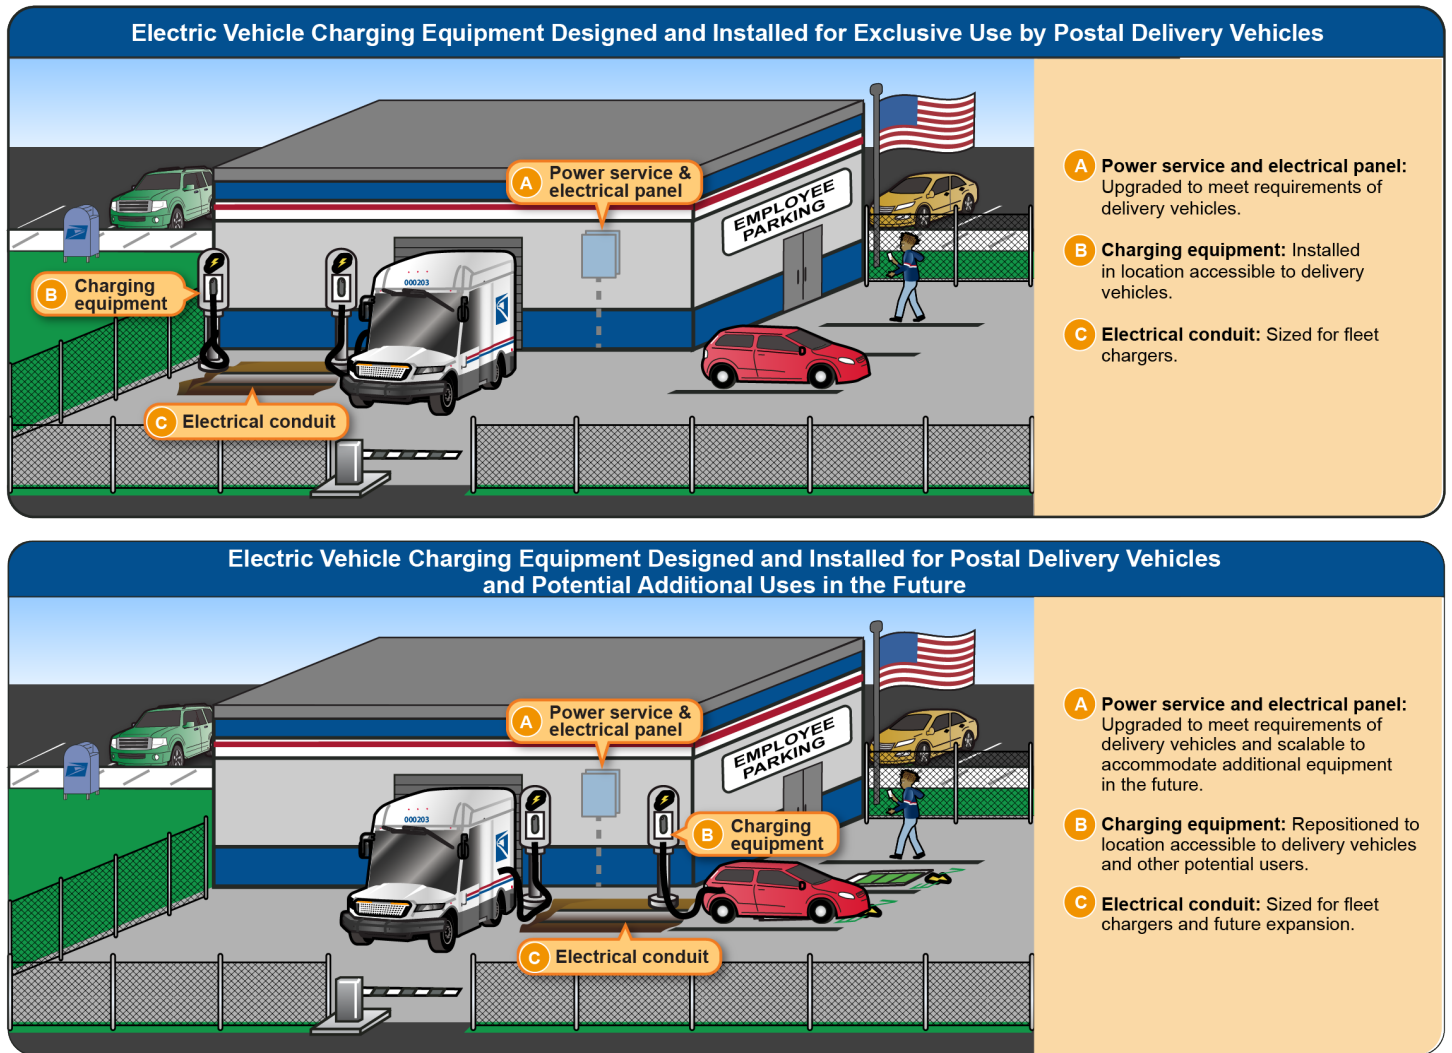 Electric Vehicle Charging Equipment Designed and Installed for Exclusive Use by Postal Delivery Vehicles
A Power service &
electrical panel
EMPLOYEE
PARKING
B Charging
equipment
000203
C Electrical conduit
A Power service and electrical panel:
Upgraded to meet requirements of
delivery vehicles.
B Charging equipment: Installed
in location accessible to delivery
vehicles.
C Electrical conduit: Sized for fleet
chargers.
Electric Vehicle Charging Equipment Designed and Installed for Postal Delivery Vehicles
and Potential Additional Uses in the Future
A Power service &
electrical panel
EMPLOYEE
PARKING
000203
B Charging
equipment
C Electrical conduit
A Power service and electrical panel:
Upgraded to meet requirements of
delivery vehicles and scalable to
accommodate additional equipment
in the future.
B Charging equipment: Repositioned to
location accessible to delivery vehicles
and other potential users.
C Electrical conduit: Sized for fleet
chargers and future expansion.